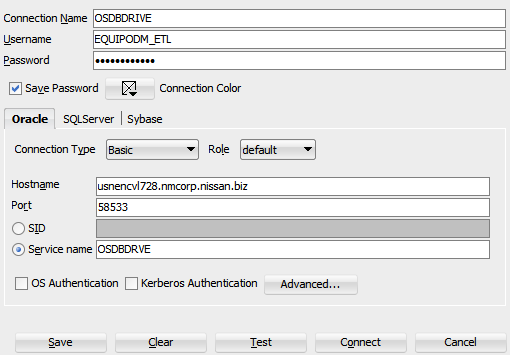 Connection Name OSDBDRIVE
Username EQUIPODM_ETL
Password ••••••••••••
Save Password Connection Color
Oracle SQLServer Sybase
Connection Type Basic Role default
Hostname usnencvl728.nmcorp.nissan.biz
Port 58533
SID
Service name OSDBDRVE
OS Authentication Kerberos Authentication Advanced...
Save Clear Test Connect Cancel